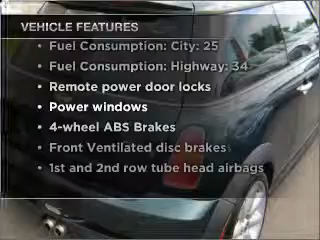 VEHICLE FEATURES
• Fuel Consumption: City: 25
• Fuel Consumption: Highway: 34
• Remote power door locks
• Power windows
• 4-wheel ABS Brakes
• Front Ventilated disc brakes
• 1st and 2nd row tube head airbags